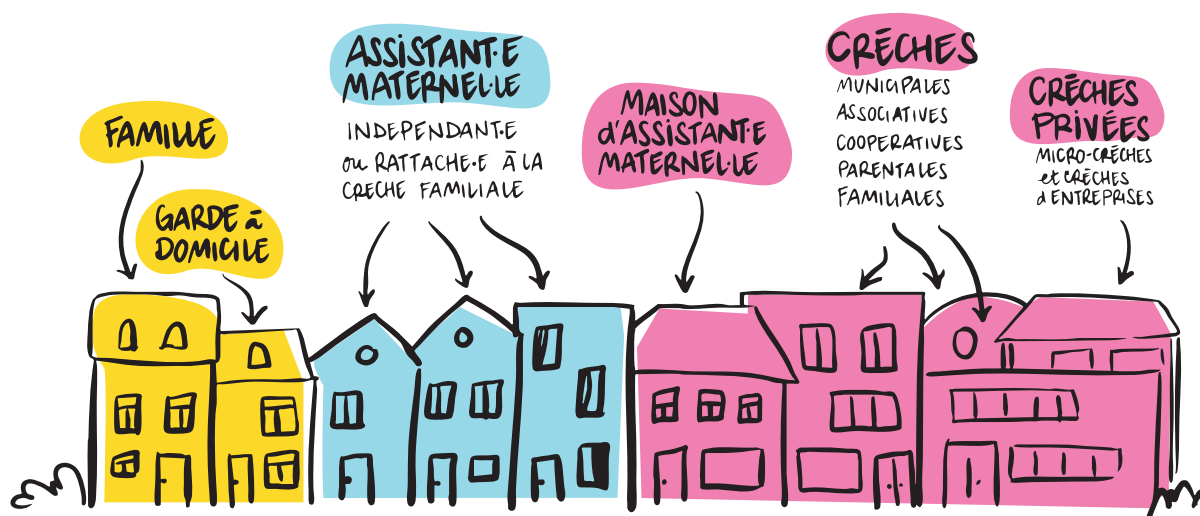 FAMILLE
GARDE à
DOMICILE
ASSISTANT·E
MATERNEL·LE
INDEPENDANT·E
ou RATTACHE·E À LA
CRECHE FAMILIALE
MAISON
d'ASSISTANT·E
MATERNEL·LE
CRÈCHES
MUNICIPALES
ASSOCIATIVES
COOPERATIVES
PARENTALES
FAMILIALES
CRÈCHES
PRIVÉES
MICRO-CRÈCHES
et CRÈCHES
d'ENTREPRISES